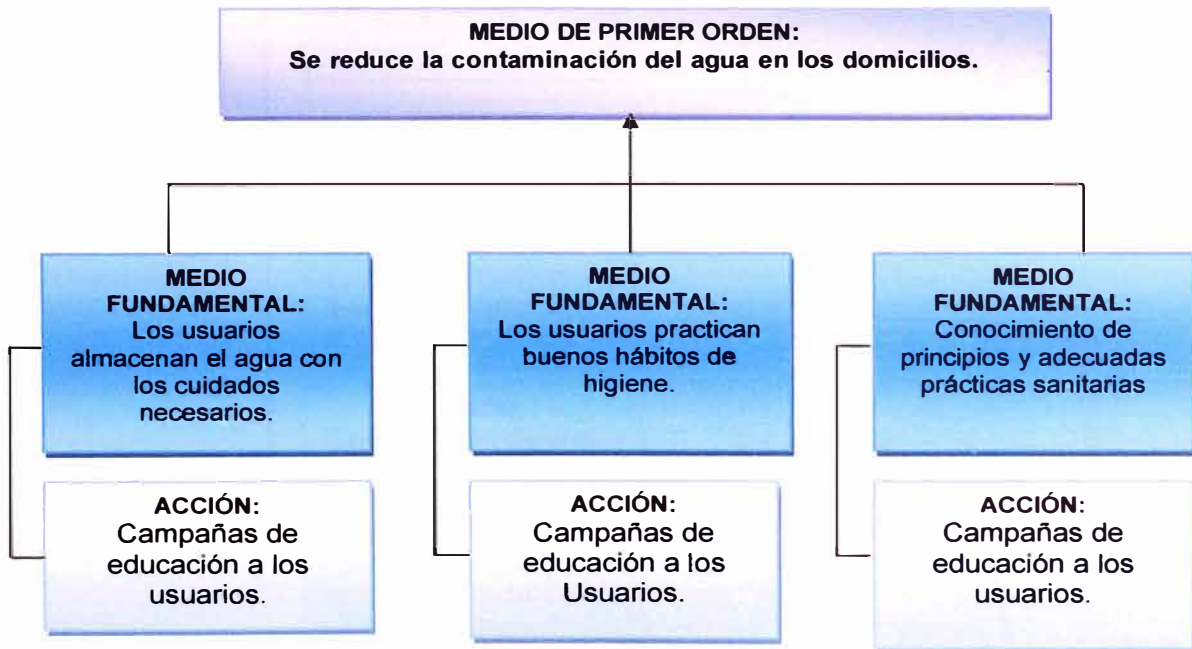 MEDIO DE PRIMER ORDEN:
Se reduce la contaminación del agua en los domicilios.
MEDIO
FUNDAMENTAL:
Los usuarios
almacenan el agua con
los cuidados
necesarios.
MEDIO
FUNDAMENTAL:
Los usuarios practican
buenos hábitos de
higiene.
MEDIO
FUNDAMENTAL:
Conocimiento de
principios y adecuadas
prácticas sanitarias
ACCIÓN:
Campañas de
educación a los
usuarios.
ACCIÓN:
Campañas de
educación a los
Usuarios.
ACCIÓN:
Campañas de
educación a los
usuarios.